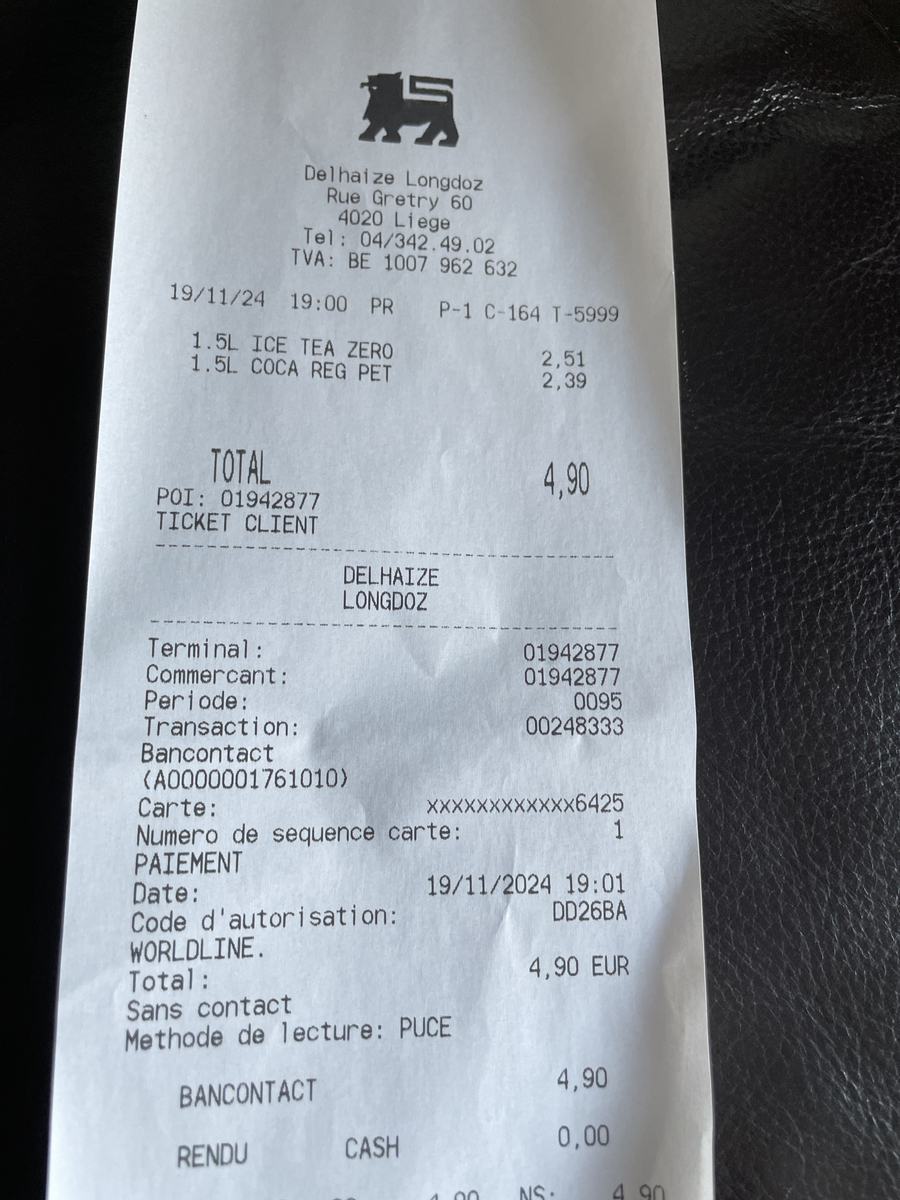 Delhaize Longdoz
Rue Gretry 60
4020 Liege
Tel: 04/342.49.02
TVA: BE 1007 962 632
19/11/24 19:00 PR P-1 C-164 T-5999
1.5L ICE TEA ZERO 2,51
1.5L COCA REG PET 2,39
TOTAL 4,90
POI: 01942877
TICKET CLIENT
DELHAIZE
LONGDOZ
Terminal: 01942877
Commercant: 01942877
Periode: 0095
Transaction: 00248333
Bancontact
(A0000001761010)
Carte: xxxxxxxxxxxx6425
Numero de sequence carte: 1
PAIEMENT
Date: 19/11/2024 19:01
Code d'autorisation: DD26BA
WORLDLINE.
Total: 4,90 EUR
Sans contact
Methode de lecture: PUCE
BANCONTACT 4,90
RENDU CASH 0,00
NS: 4,90